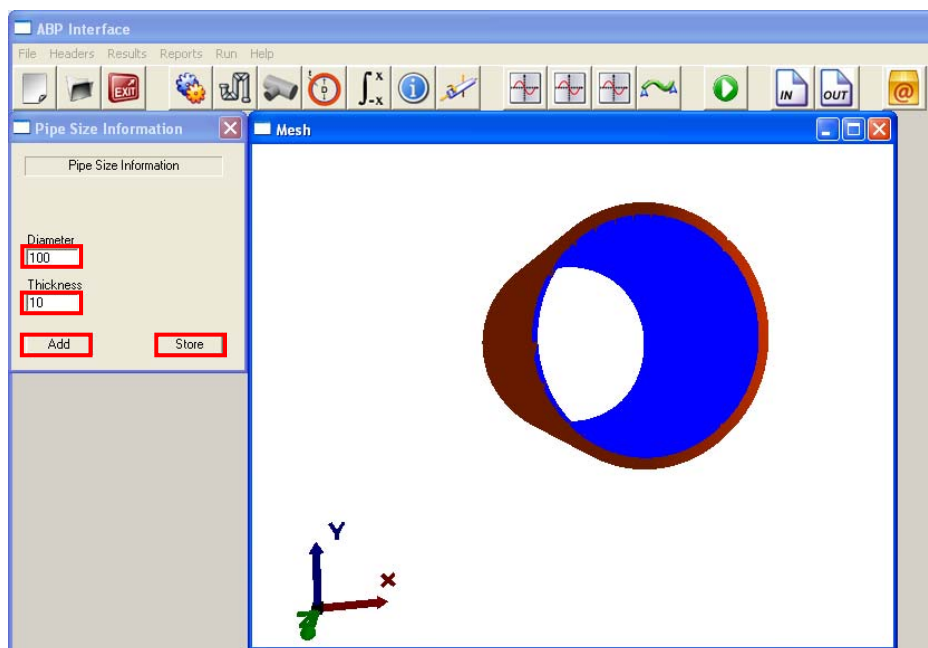 ABP Interface
File Headers Results Reports Run Help
EXIT
t
D
∫ x -x
i
IN
OUT
@
Pipe Size Information
Mesh
Pipe Size Information
Diameter
100
Thickness
10
Add Store
Y
X